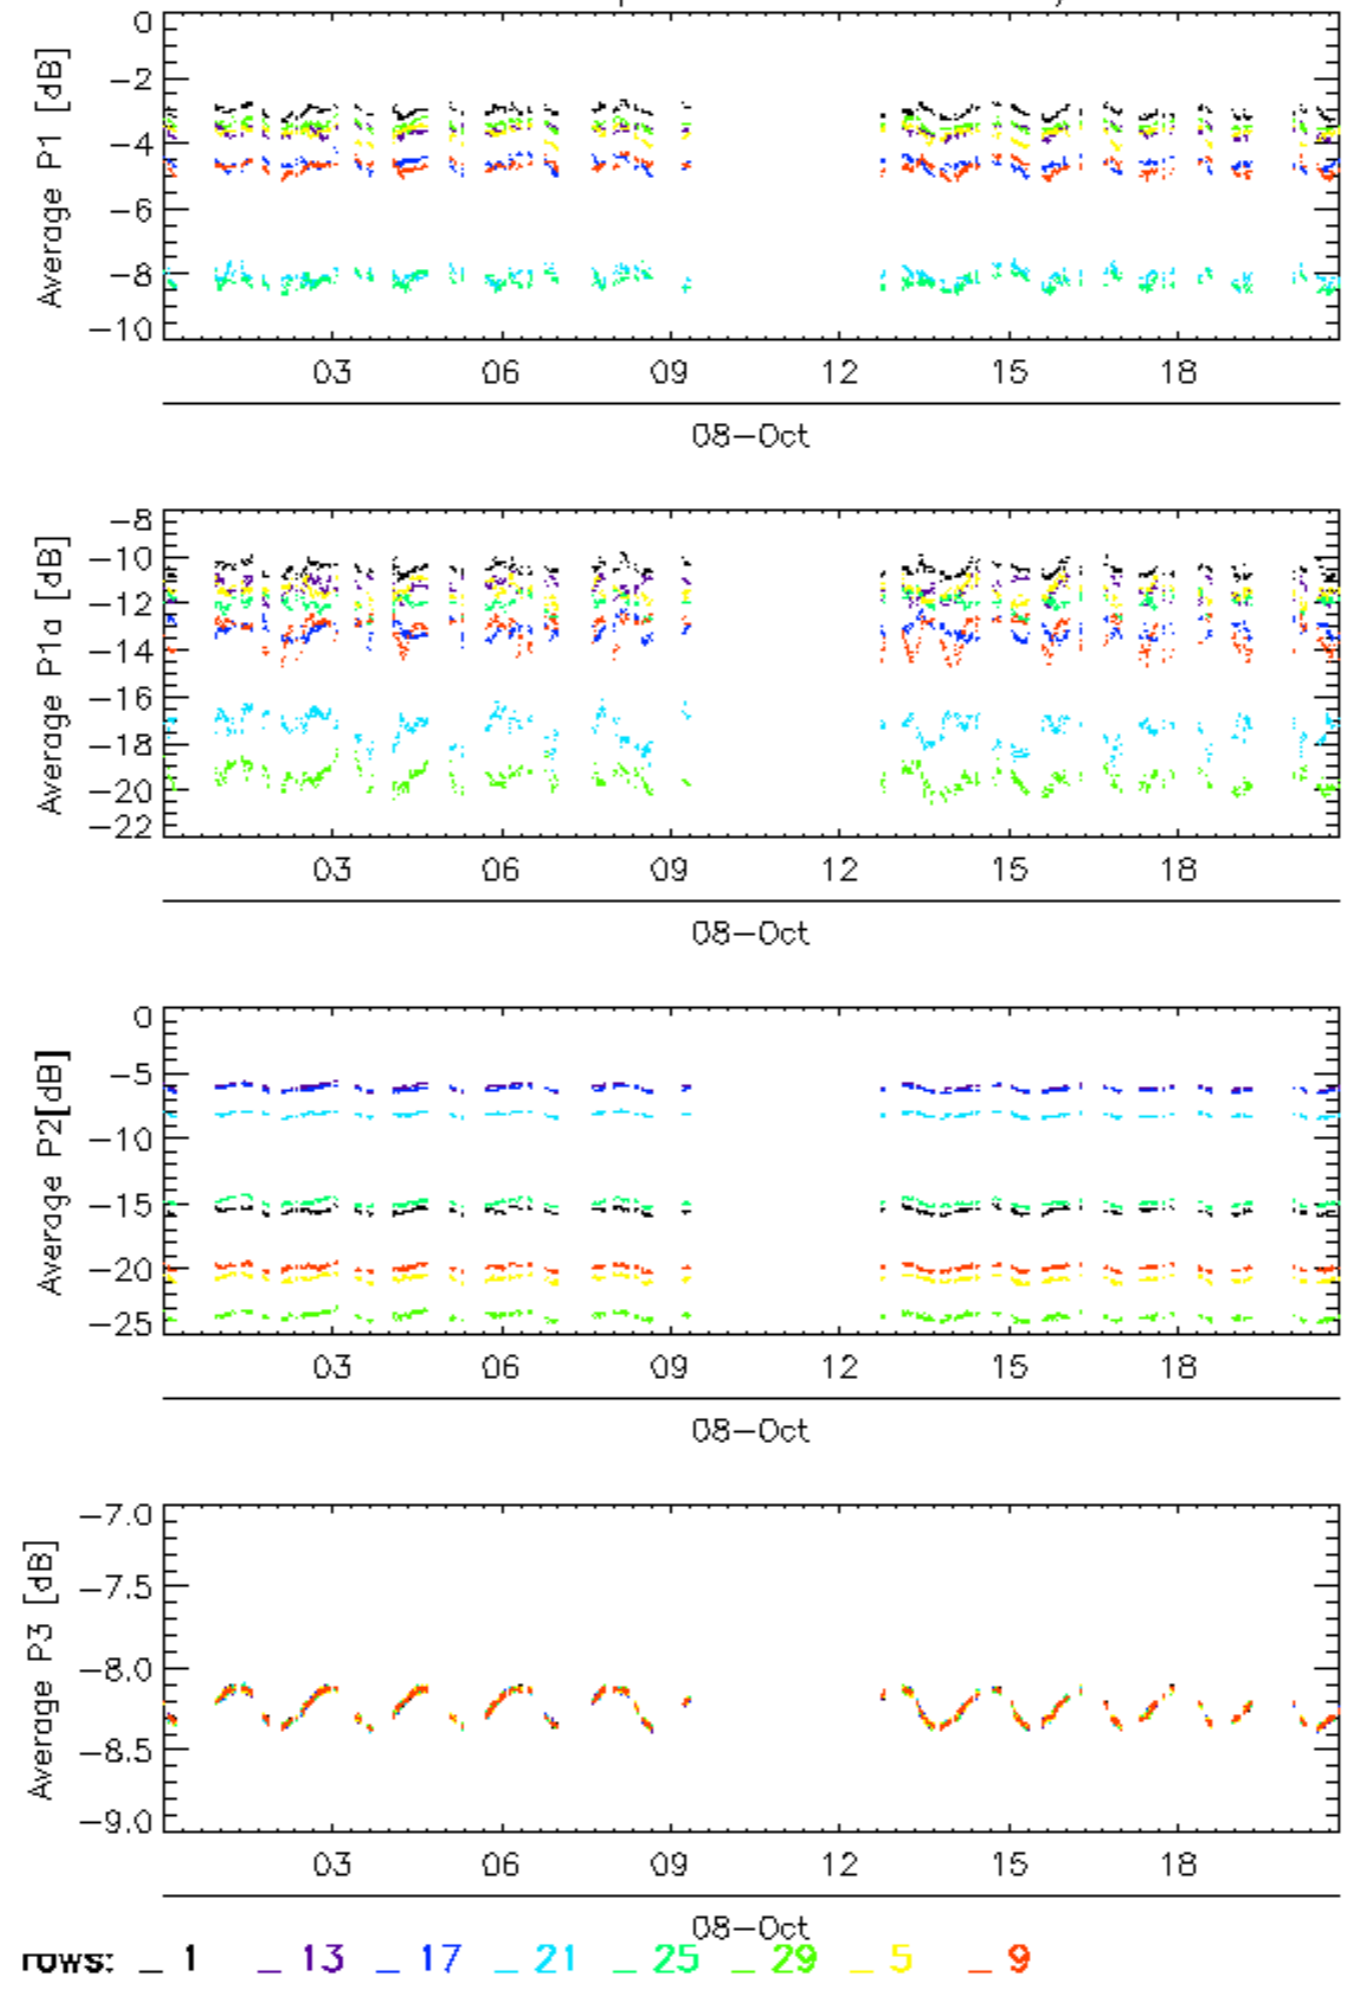 0
−2
−4
−6
−8
−10
Average P1 [dB]
03 06 09 12 15 18
08−Oct
−8
−10
−12
−14
−16
−18
−20
−22
Average P1a [dB]
03 06 09 12 15 18
08−Oct
0
−5
−10
−15
−20
−25
Average P2[dB]
03 06 09 12 15 18
08−Oct
−7.0
−7.5
−8.0
−8.5
−9.0
Average P3 [dB]
03 06 09 12 15 18
08−Oct
rows: _ 1 _ 13 _ 17 _ 21 _ 25 _ 29 _ 5 _ 9